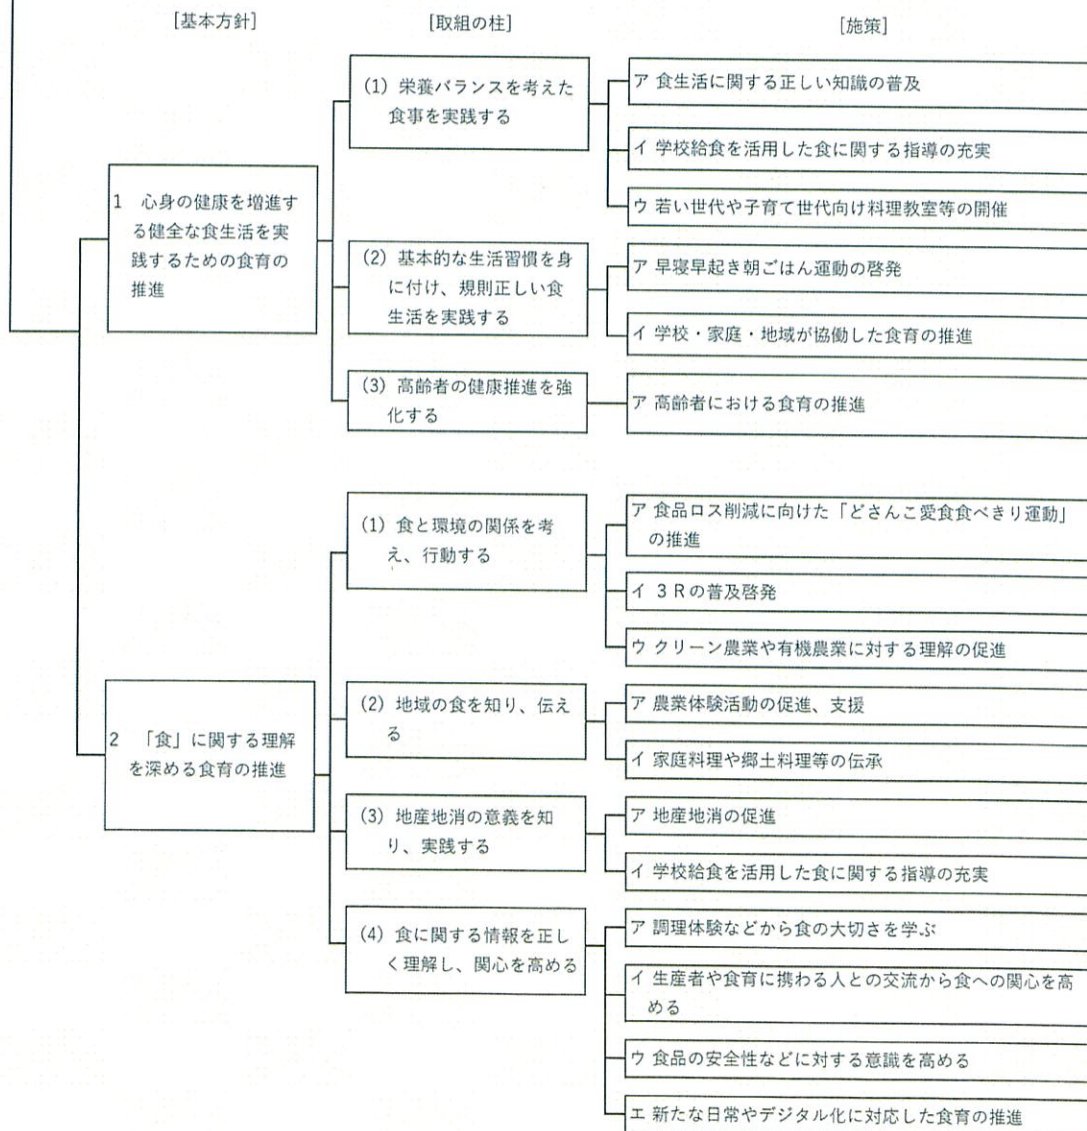 [基本方針]
[取組の柱]
[施策]
1 心身の健康を増進す
る健全な食生活を実
践するための食育の
推進
(1) 栄養バランスを考えた
食事を実践する
ア 食生活に関する正しい知識の普及
イ 学校給食を活用した食に関する指導の充実
ウ 若い世代や子育て世代向け料理教室等の開催
(2) 基本的な生活習慣を身
に付け、規則正しい食
生活を実践する
ア 早寝早起き朝ごはん運動の啓発
イ 学校・家庭・地域が協働した食育の推進
(3) 高齢者の健康推進を強
化する
ア 高齢者における食育の推進
2 「食」に関する理解
を深める食育の推進
(1) 食と環境の関係を考
え、行動する
ア 食品ロス削減に向けた「どさんこ愛食食べきり運動」
の推進
イ 3Rの普及啓発
ウ クリーン農業や有機農業に対する理解の促進
(2) 地域の食を知り、伝え
る
ア 農業体験活動の促進、支援
イ 家庭料理や郷土料理等の伝承
(3) 地産地消の意義を知
り、実践する
ア 地産地消の促進
イ 学校給食を活用した食に関する指導の充実
(4) 食に関する情報を正し
く理解し、関心を高める
ア 調理体験などから食の大切さを学ぶ
イ 生産者や食育に携わる人との交流から食への関心を高
める
ウ 食品の安全性などに対する意識を高める
エ 新たな日常やデジタル化に対応した食育の推進